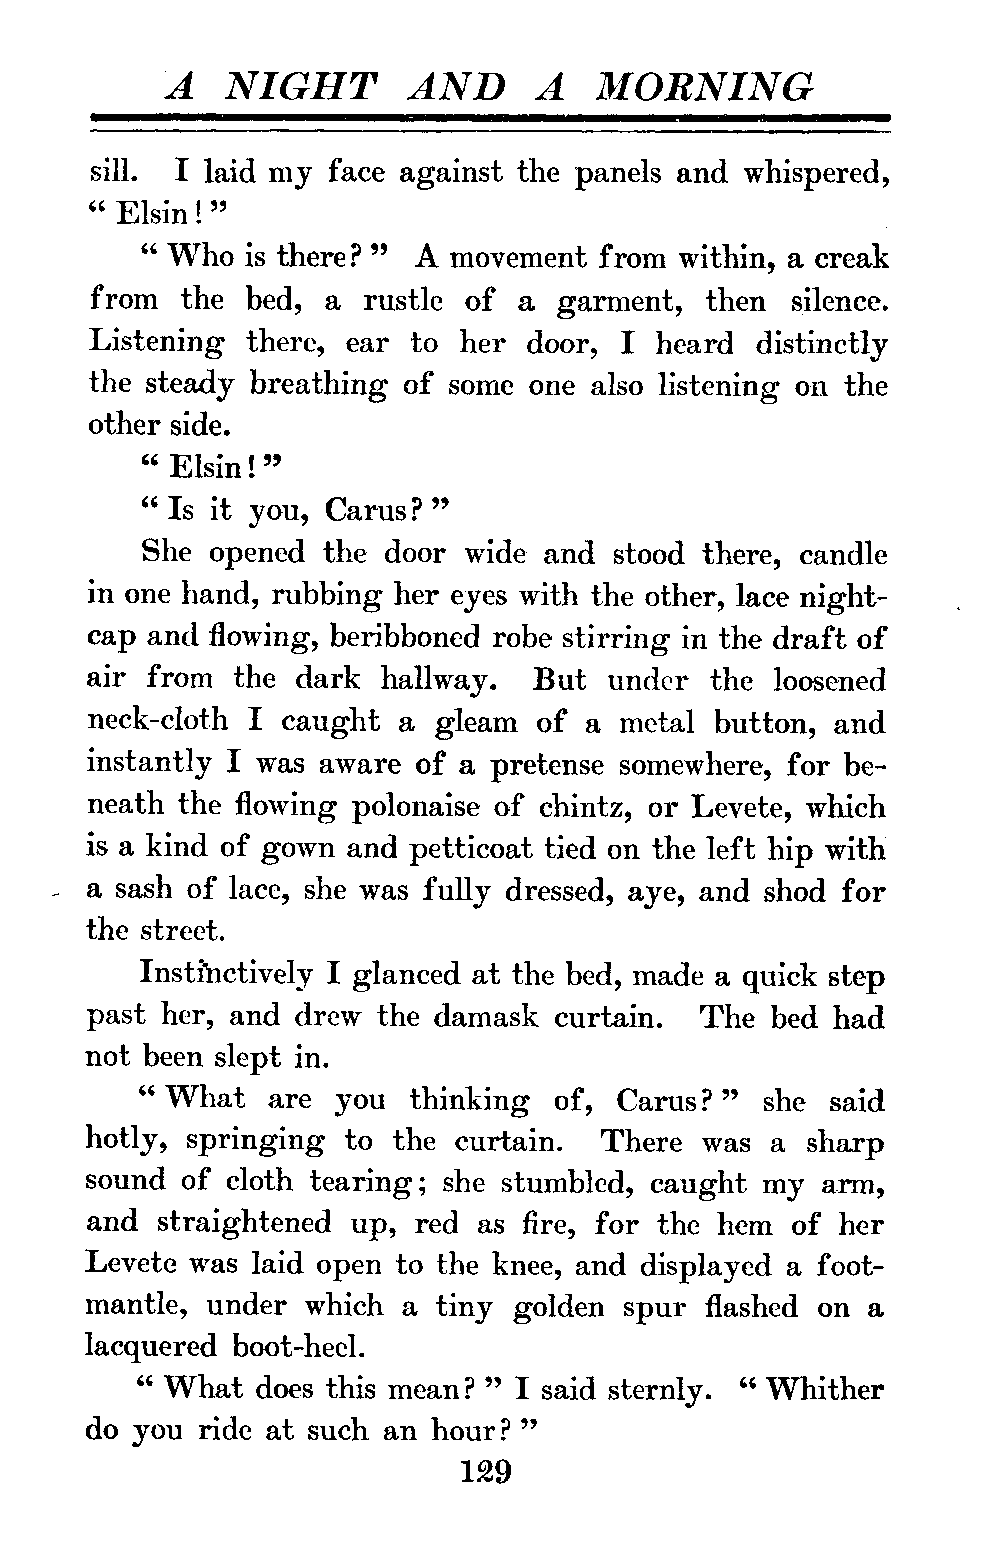 A NIGHT AND A MORNING
sill. I laid my face against the panels and whispered,
“ Elsin ! ”
“ Who is there? ” A movement from within, a creak
from the bed, a rustle of a garment, then silence.
Listening there, ear to her door, I heard distinctly
the steady breathing of some one also listening on the
other side.
“ Elsin ! ”
“ Is it you, Carus? ”
She opened the door wide and stood there, candle
in one hand, rubbing her eyes with the other, lace night-
cap and flowing, beribboned robe stirring in the draft of
air from the dark hallway. But under the loosened
neck-cloth I caught a gleam of a metal button, and
instantly I was aware of a pretense somewhere, for be-
neath the flowing polonaise of chintz, or Levete, which
is a kind of gown and petticoat tied on the left hip with
a sash of lace, she was fully dressed, aye, and shod for
the street.
Instinctively I glanced at the bed, made a quick step
past her, and drew the damask curtain. The bed had
not been slept in.
“ What are you thinking of, Carus? ” she said
hotly, springing to the curtain. There was a sharp
sound of cloth tearing; she stumbled, caught my arm,
and straightened up, red as fire, for the hem of her
Levete was laid open to the knee, and displayed a foot-
mantle, under which a tiny golden spur flashed on a
lacquered boot-heel.
“ What does this mean? ” I said sternly. “ Whither
do you ride at such an hour? ”
129